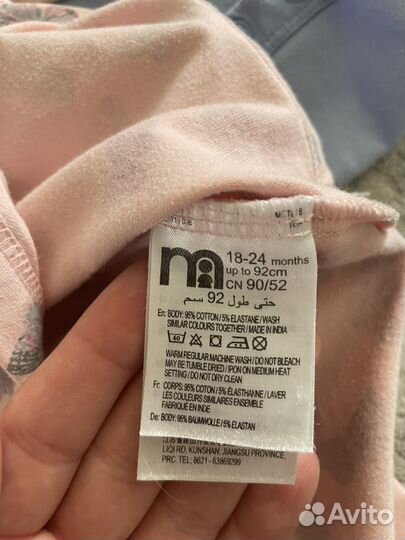 18-24 months
up to 92cm
CN 90/52
حتى طول 92 سم
En: BODY: 95% COTTON / 5% ELASTANE / WASH
SIMILAR COLOURS TOGETHER / MADE IN INDIA
40
WARM REGULAR MACHINE WASH / DO NOT BLEACH
MAY BE TUMBLE DRIED / IRON ON MEDIUM HEAT
SETTING / DO NOT DRY CLEAN
Fr: CORPS: 95% COTON / 5% ÉLASTHANNE / LAVER
LES COULEURS SIMILAIRES ENSEMBLE
FABRIQUÉ EN INDE
De: BODY: 95% BAUMWOLLE / 5% ELASTAN
LIQI RD, KUNSHAN, JIANGSU PROVINCE,
PRC. TEL: 8621- 63869299
Avito